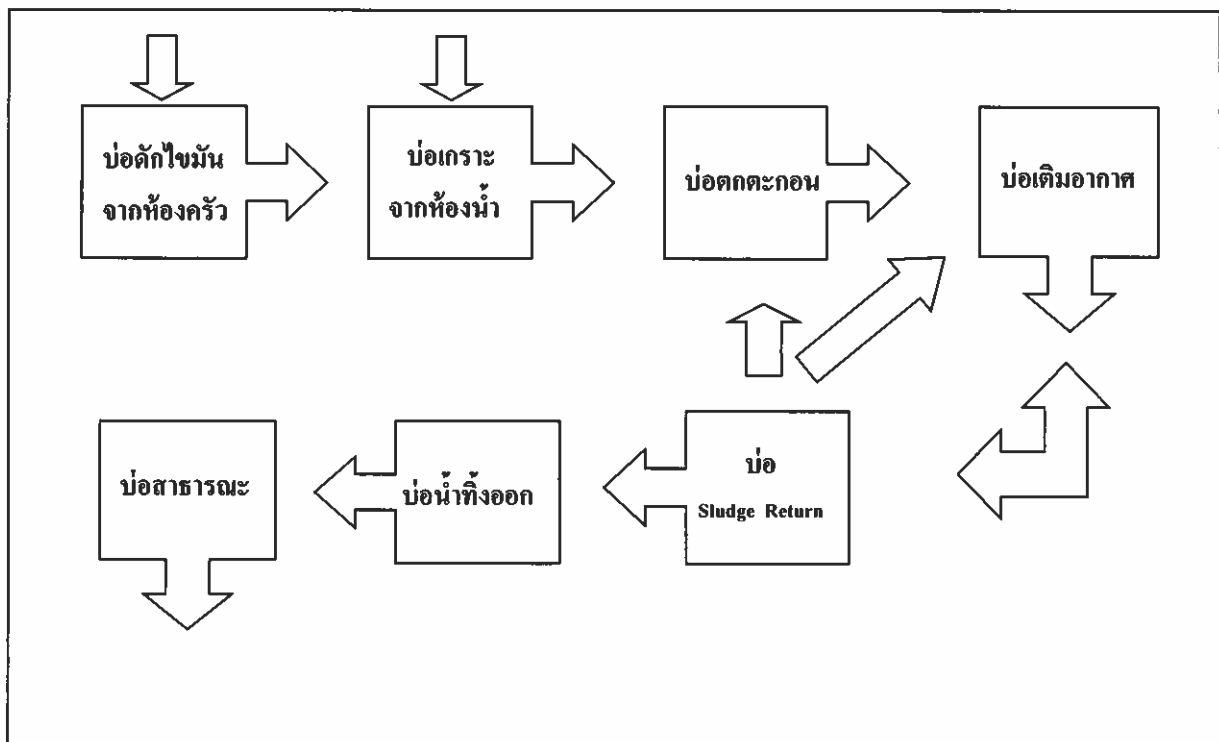 บ่อดักไขมัน
จากห้องครัว
บ่อเกราะ
จากห้องน้ำ
บ่อตกตะกอน
บ่อเติมอากาศ
บ่อสาธารณะ
บ่อน้ำทิ้งออก
บ่อ
Sludge Return